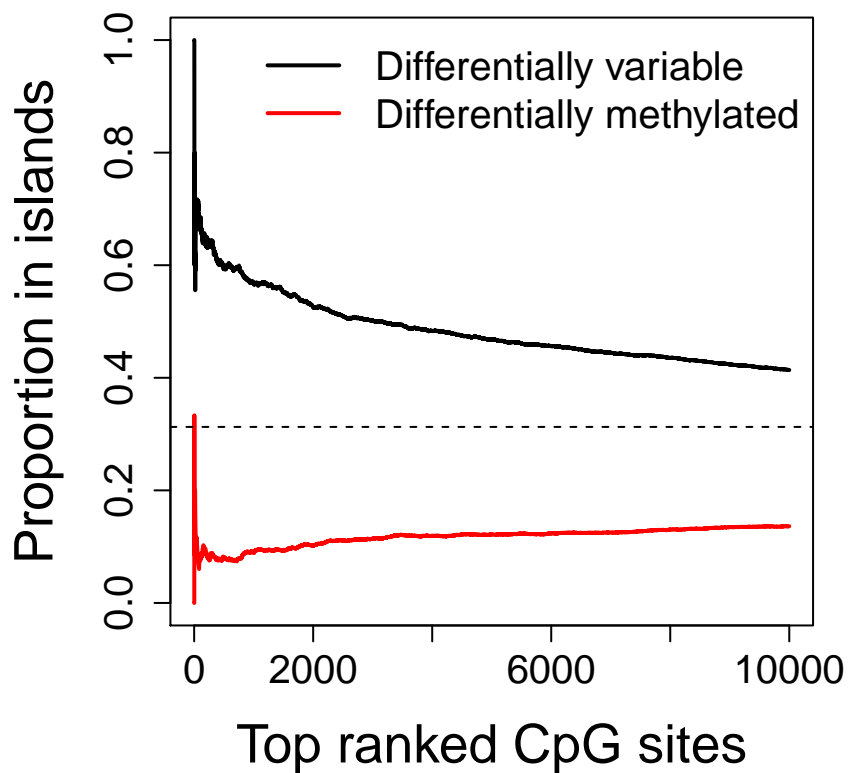 Differentially variable
Differentially methylated
Proportion in islands
1.0
0.8
0.6
0.4
0.2
0.0
0 2000 6000 10000
Top ranked CpG sites